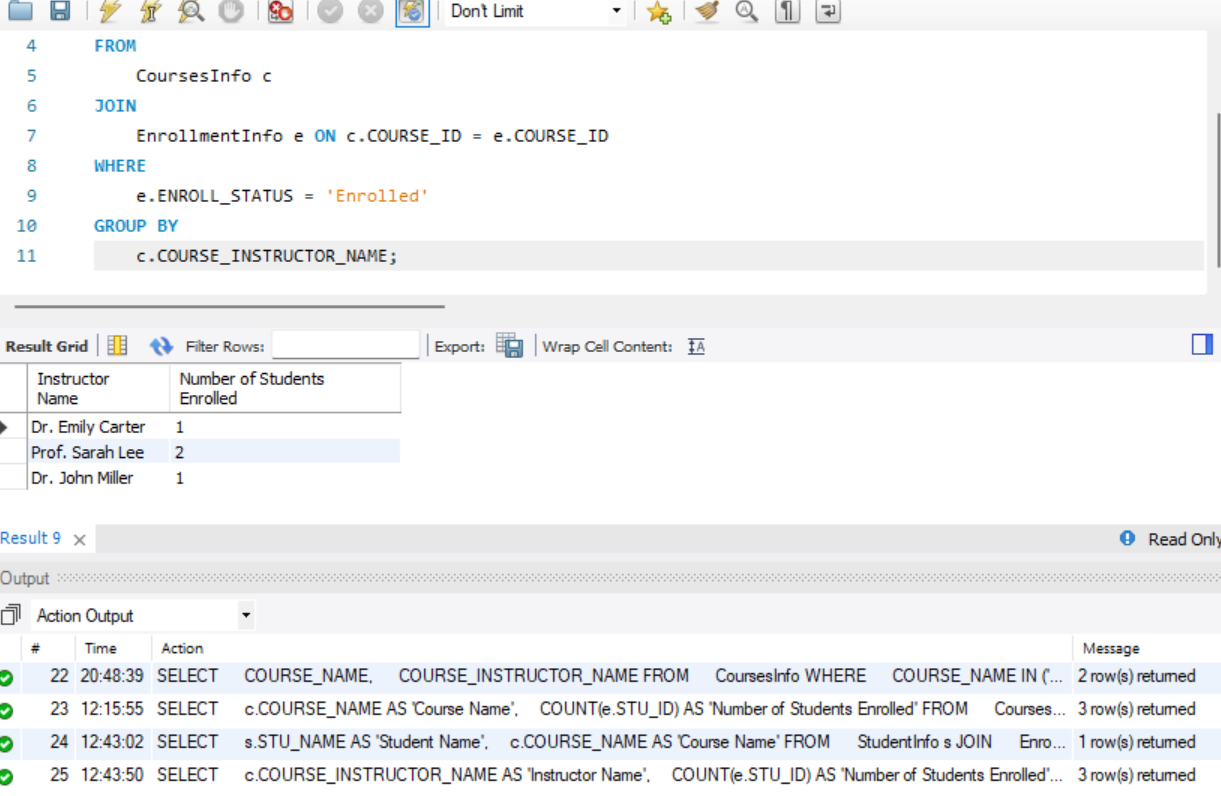 Don't Limit
4 FROM
5 CoursesInfo c
6 JOIN
7 EnrollmentInfo e ON c.COURSE_ID = e.COURSE_ID
8 WHERE
9 e.ENROLL_STATUS = 'Enrolled'
10 GROUP BY
11 c.COURSE_INSTRUCTOR_NAME;
Result Grid Filter Rows: Export: Wrap Cell Content: IA
Instructor Name Number of Students Enrolled
Dr. Emily Carter 1
Prof. Sarah Lee 2
Dr. John Miller 1
Result 9 × Read Only
Output
Action Output
# Time Action Message
22 20:48:39 SELECT COURSE_NAME, COURSE_INSTRUCTOR_NAME FROM CoursesInfo WHERE COURSE_NAME IN ('... 2 row(s) returned
23 12:15:55 SELECT c.COURSE_NAME AS 'Course Name', COUNT(e.STU_ID) AS 'Number of Students Enrolled' FROM Courses... 3 row(s) returned
24 12:43:02 SELECT s.STU_NAME AS 'Student Name', c.COURSE_NAME AS 'Course Name' FROM StudentInfo s JOIN Enro... 1 row(s) returned
25 12:43:50 SELECT c.COURSE_INSTRUCTOR_NAME AS 'Instructor Name', COUNT(e.STU_ID) AS 'Number of Students Enrolled'... 3 row(s) returned